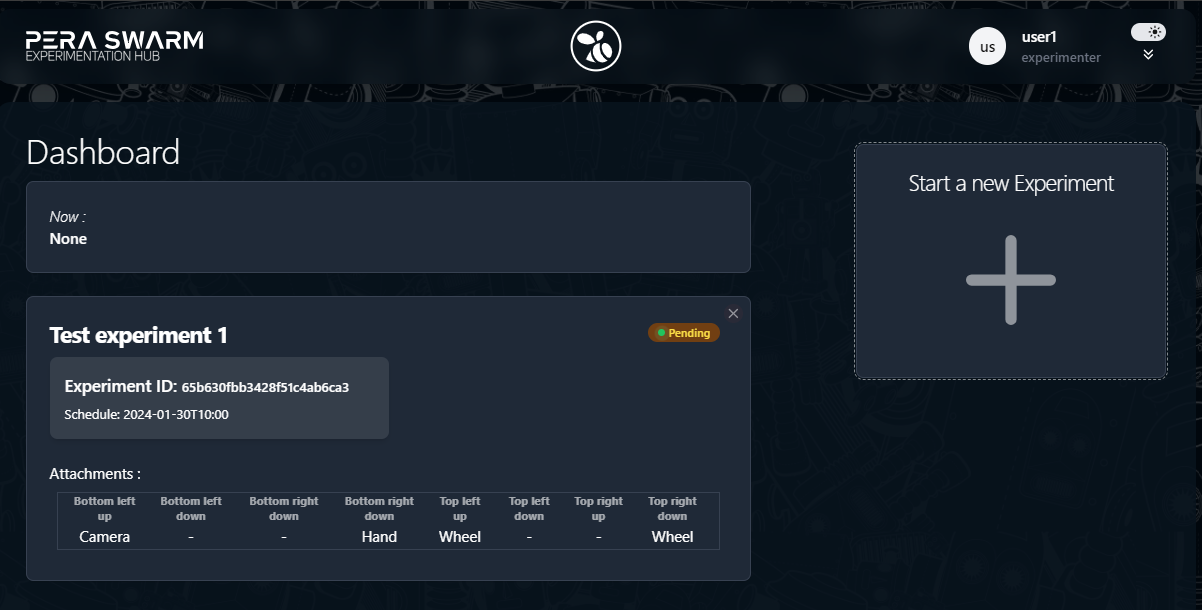 PERA SWARM
EXPERIMENTATION HUB
us
user1
experimenter
Dashboard
Now :
None
Start a new Experiment
Test experiment 1
Pending
Experiment ID: 65b630fbb3428f51c4ab6ca3
Schedule: 2024-01-30T10:00
Attachments :
Bottom left up
Bottom left down
Bottom right down
Bottom right down
Top left up
Top left down
Top right up
Top right down
Camera - - Hand Wheel - - Wheel